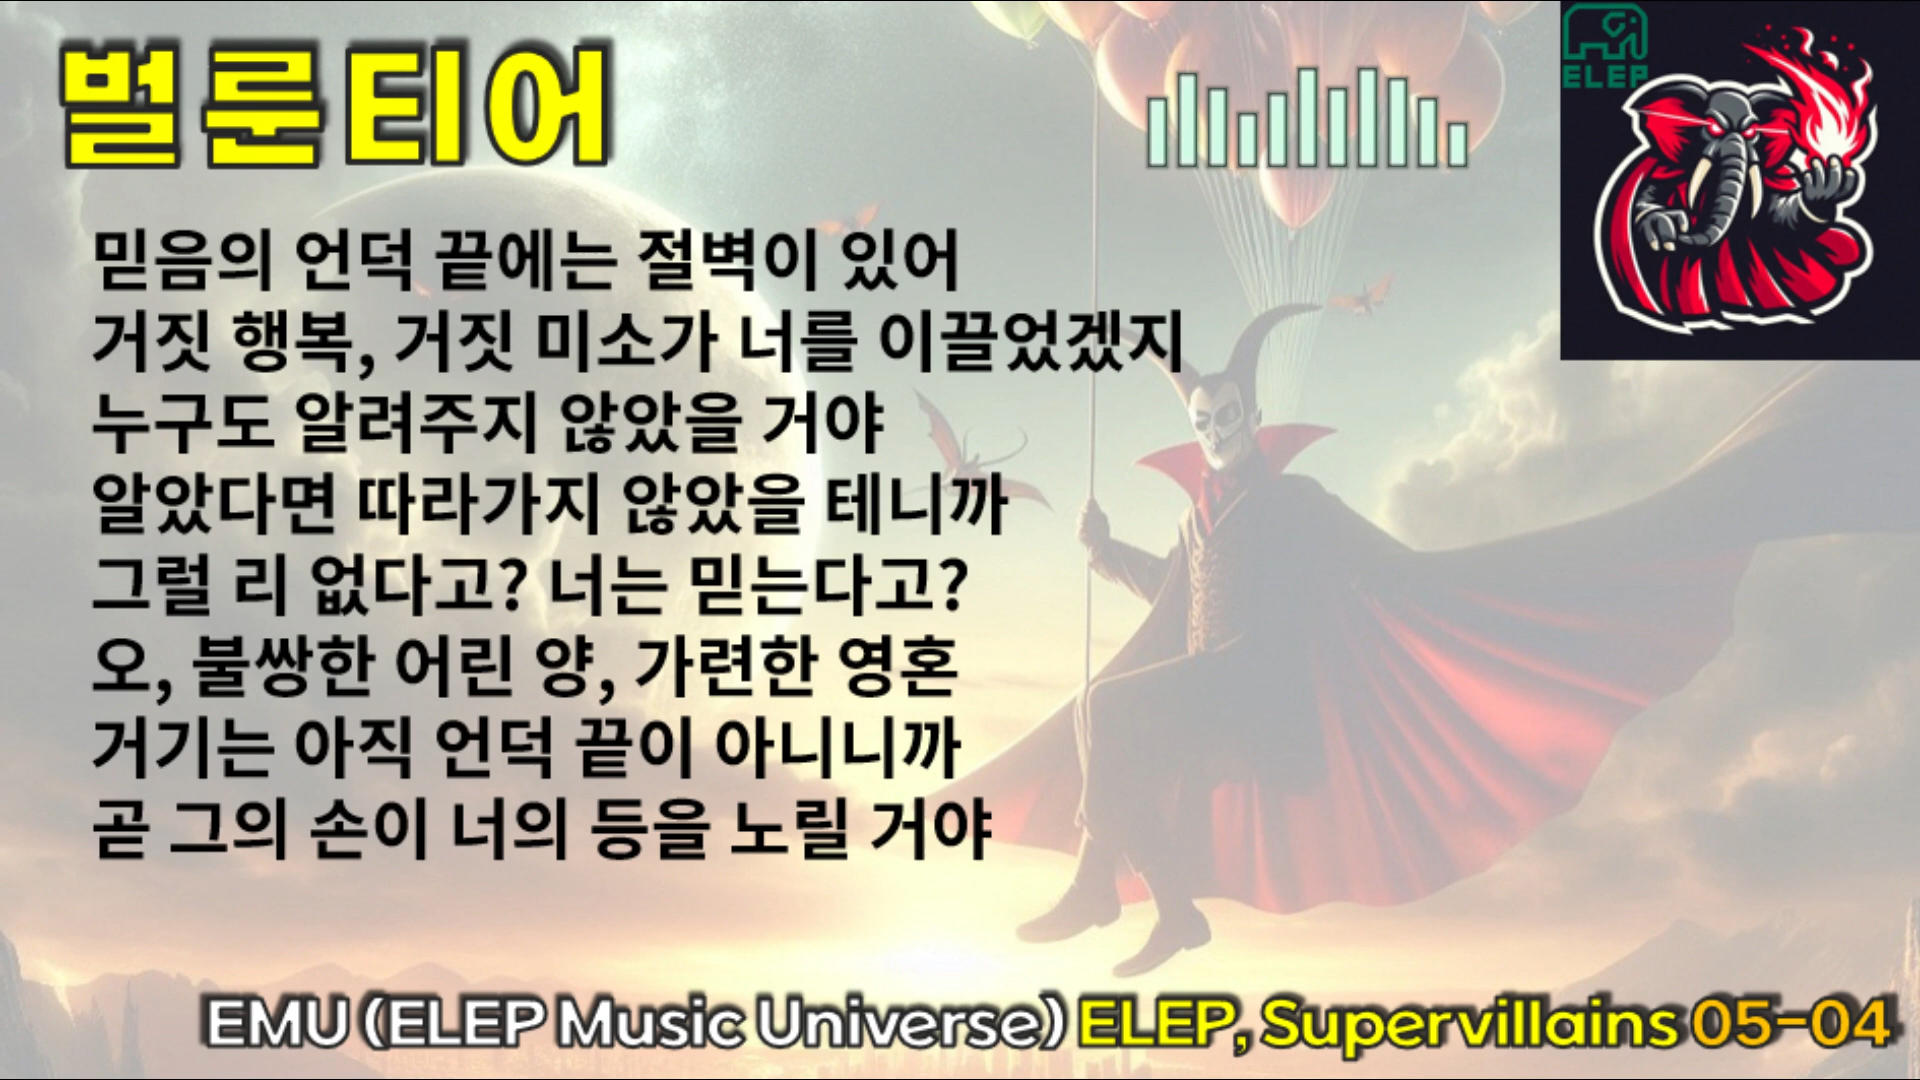 벌룬티어
ELEP
믿음의 언덕 끝에는 절벽이 있어
거짓 행복, 거짓 미소가 너를 이끌었겠지
누구도 알려주지 않았을 거야
알았다면 따라가지 않았을 테니까
그럴 리 없다고? 너는 믿는다고?
오, 불쌍한 어린 양, 가련한 영혼
거기는 아직 언덕 끝이 아니니까
곧 그의 손이 너의 등을 노릴 거야
EMU (ELEP Music Universe) ELEP, Supervillains 05-04